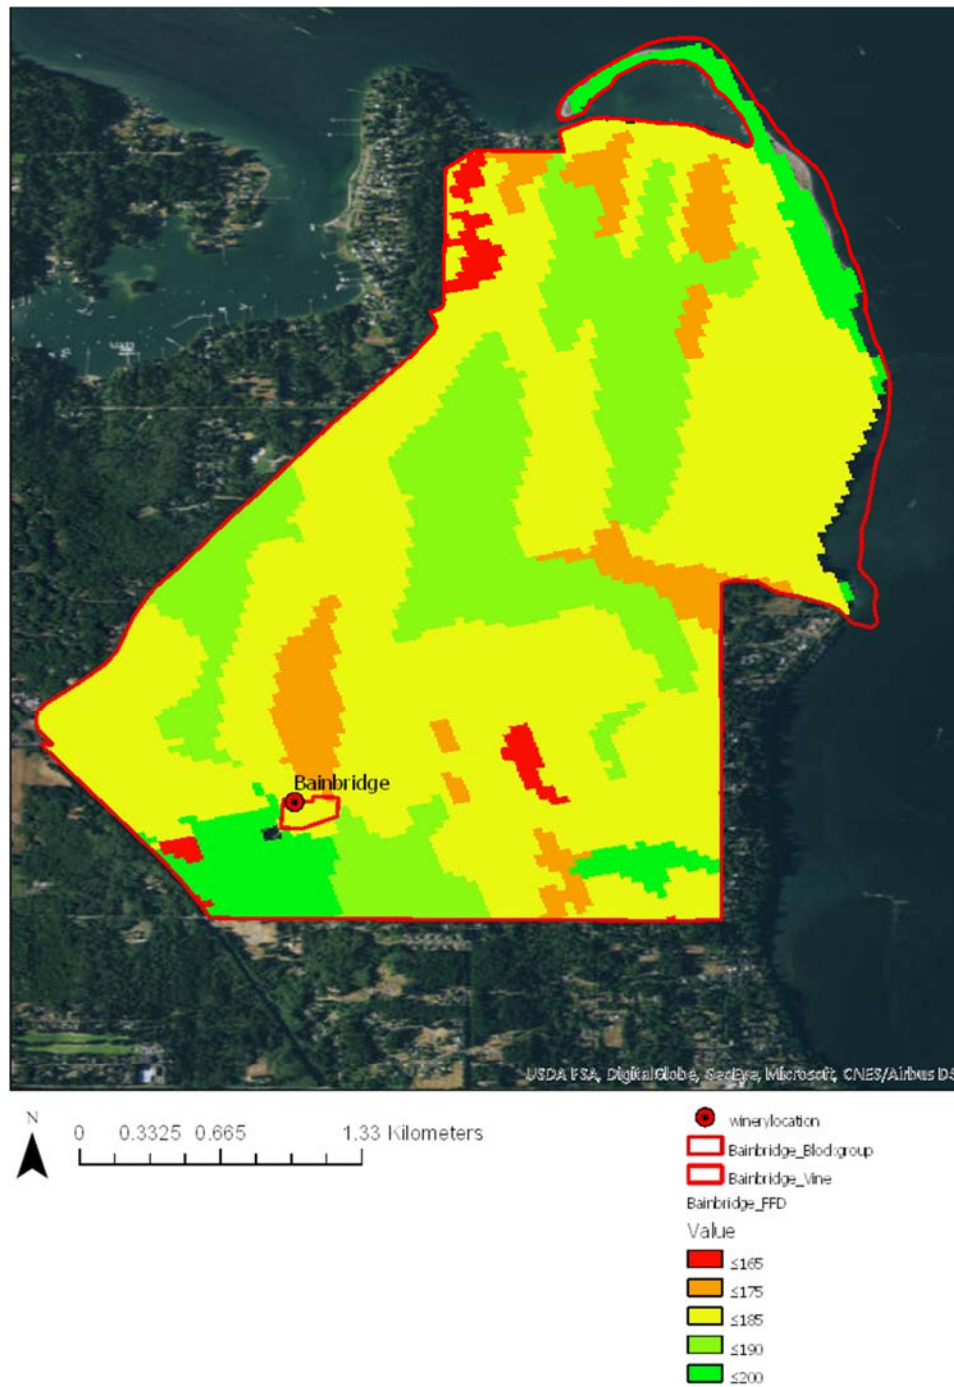 Bainbridge
USDA FSA, DigitalGlobe, GeoEye, Microsoft, CNES/Airbus DS
N
0 0.3325 0.665 1.33 Kilometers
winerylocation
Bainbridge_Blockgroup
Bainbridge_Vine
Bainbridge_FFD
Value
≤165
≤175
≤185
≤190
≤200